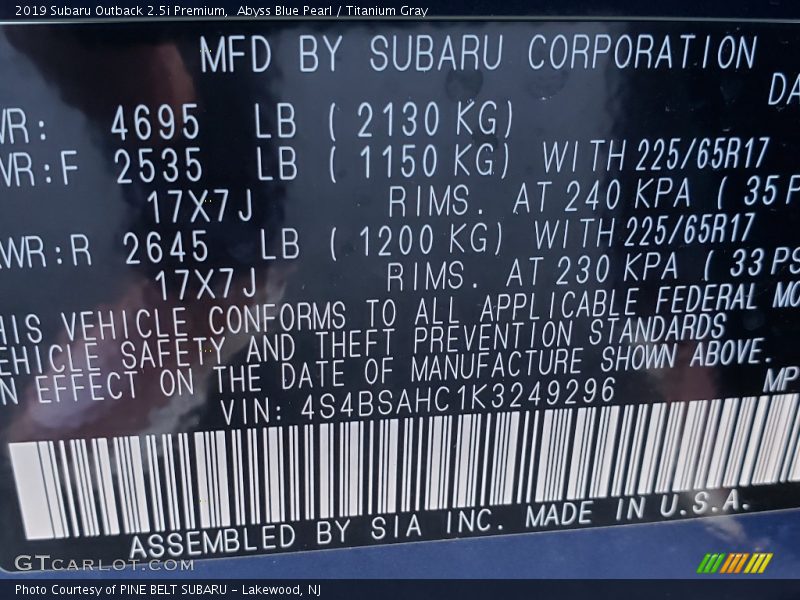 2019 Subaru Outback 2.5i Premium, Abyss Blue Pearl / Titanium Gray
MFD BY SUBARU CORPORATION
DA
WR: 4695 LB ( 2130 KG)
WR:F 2535 LB ( 1150 KG) WITH 225/65R17
17X7J RIMS. AT 240 KPA ( 35 P
AWR:R 2645 LB ( 1200 KG) WITH 225/65R17
17X7J RIMS. AT 230 KPA ( 33 PS
HIS VEHICLE CONFORMS TO ALL APPLICABLE FEDERAL MO
EHICLE SAFETY AND THEFT PREVENTION STANDARDS
N EFFECT ON THE DATE OF MANUFACTURE SHOWN ABOVE.
VIN: 4S4BSAHC1K3249296
MP
ASSEMBLED BY SIA INC. MADE IN U.S.A.
GTCARLOT.COM
Photo Courtesy of PINE BELT SUBARU - Lakewood, NJ